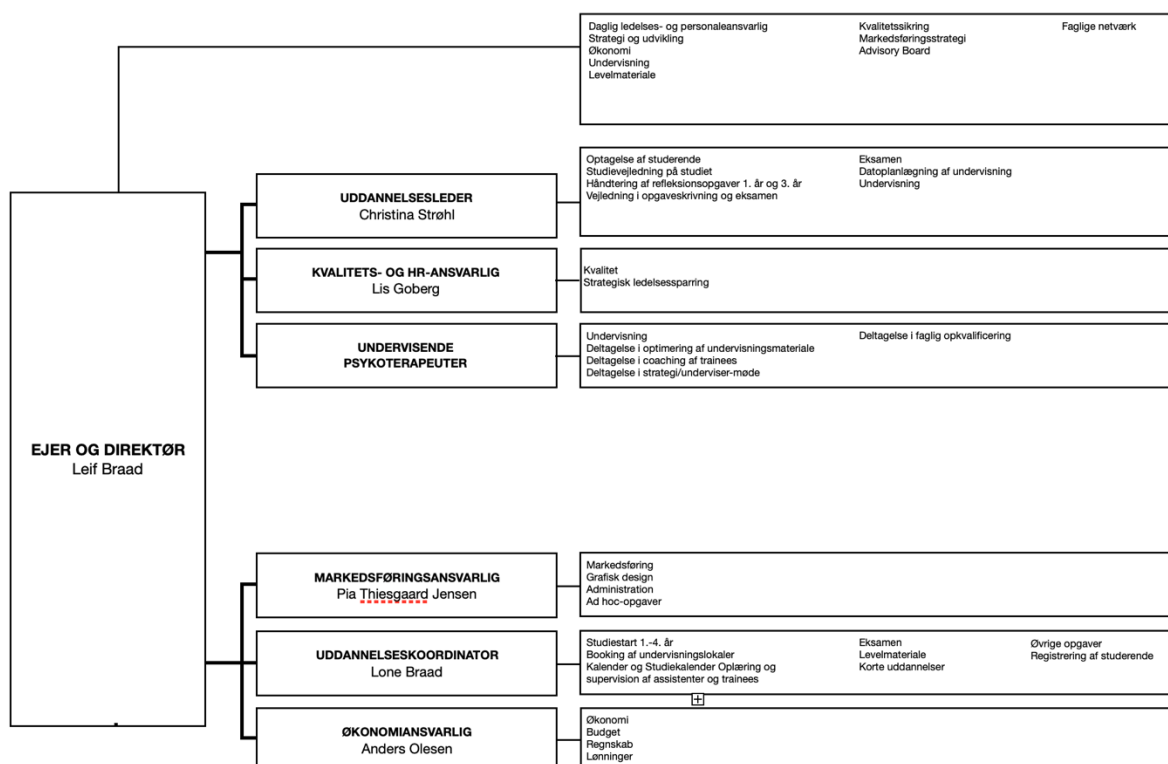 Daglig ledelses- og personaleansvarlig
Strategi og udvikling
Økonomi
Undervisning
Levelmateriale
Kvalitetssikring
Markedsføringsstrategi
Advisory Board
Faglige netværk
EJER OG DIREKTØR
Leif Braad
UDDANNELSESLEDER
Christina Strøhl
Optagelse af studerende
Studievejledning på studiet
Håndtering af refleksionsopgaver 1. år og 3. år
Vejledning i opgaveskrivning og eksamen
Eksamen
Datoplanlægning af undervisning
Undervisning
KVALITETS- OG HR-ANSVARLIG
Lis Goberg
Kvalitet
Strategisk ledelsessparring
UNDERVISENDE
PSYKOTERAPEUTER
Undervisning
Deltagelse i optimering af undervisningsmateriale
Deltagelse i coaching af trainees
Deltagelse i strategi/underviser-møde
Deltagelse i faglig opkvalificering
MARKEDSFØRINGSANSVARLIG
Pia Thiesgaard Jensen
Markedsføring
Grafisk design
Administration
Ad hoc-opgaver
UDDANNELSESKOORDINATOR
Lone Braad
Studiestart 1.-4. år
Booking af undervisningslokaler
Kalender og Studiekalender Oplæring og
supervision af assistenter og trainees
Eksamen
Levelmateriale
Korte uddannelser
Øvrige opgaver
Registrering af studerende
ØKONOMIANSVARLIG
Anders Olesen
Økonomi
Budget
Regnskab
Lønninger